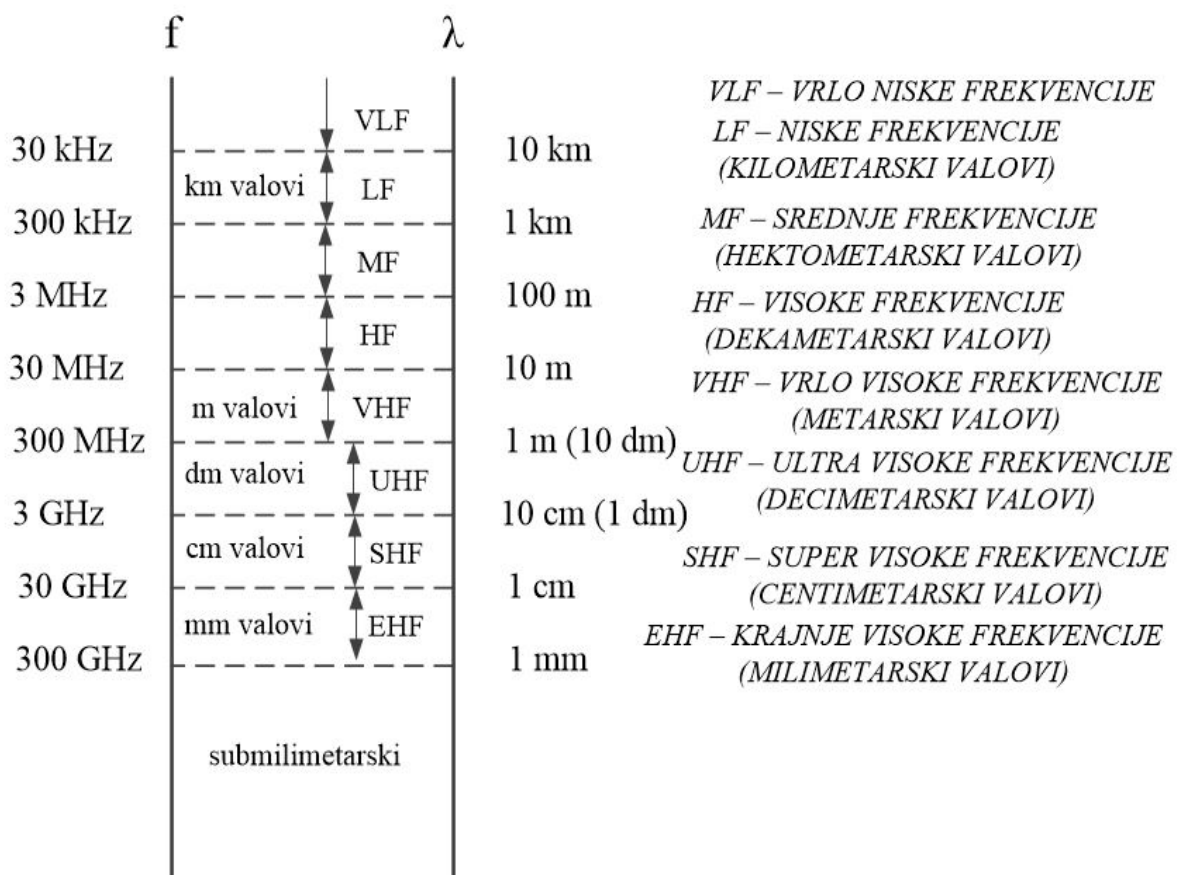 f
λ
VLF
30 kHz
10 km
km valovi
LF
300 kHz
1 km
MF
3 MHz
100 m
HF
30 MHz
10 m
m valovi
VHF
300 MHz
1 m (10 dm)
dm valovi
UHF
3 GHz
10 cm (1 dm)
cm valovi
SHF
30 GHz
1 cm
mm valovi
EHF
300 GHz
1 mm
submilimetarski
VLF – VRLO NISKE FREKVENCIJE
LF – NISKE FREKVENCIJE
(KILOMETARSKI VALOVI)
MF – SREDNJE FREKVENCIJE
(HEKTOMETARSKI VALOVI)
HF – VISOKE FREKVENCIJE
(DEKAMETARSKI VALOVI)
VHF – VRLO VISOKE FREKVENCIJE
(METARSKI VALOVI)
UHF – ULTRA VISOKE FREKVENCIJE
(DECIMETARSKI VALOVI)
SHF – SUPER VISOKE FREKVENCIJE
(CENTIMETARSKI VALOVI)
EHF – KRAJNJE VISOKE FREKVENCIJE
(MILIMETARSKI VALOVI)